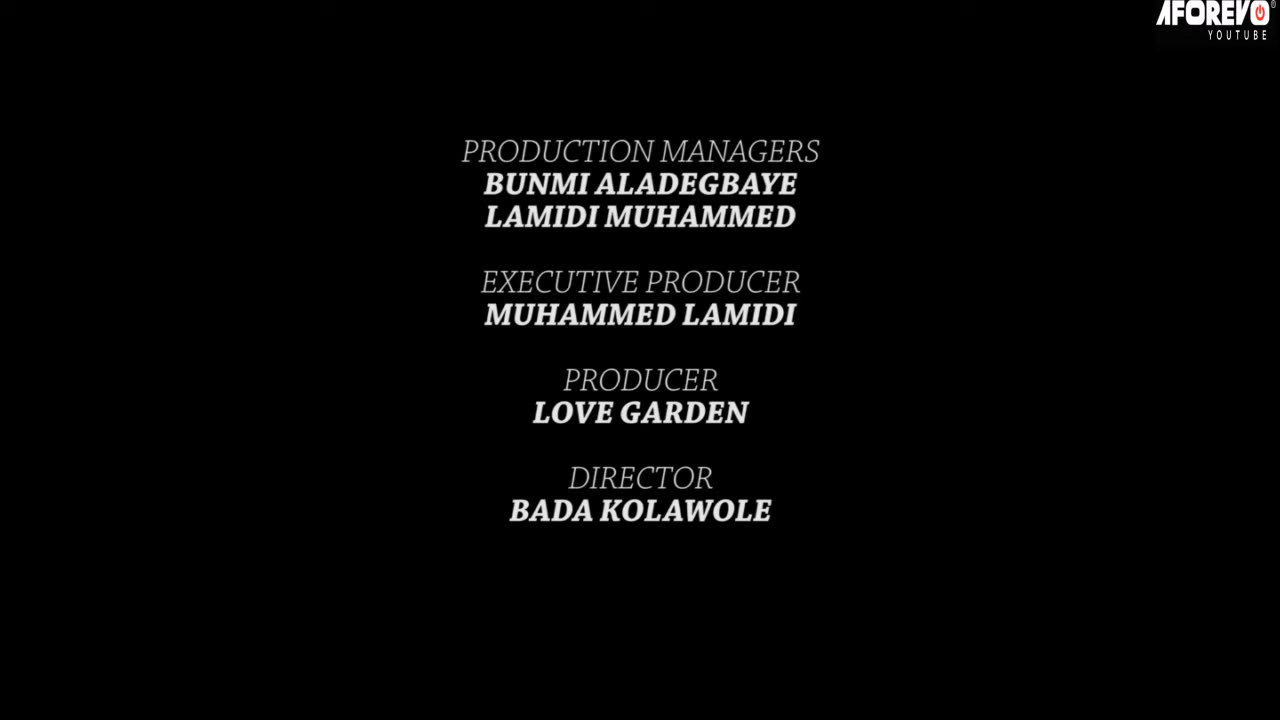 AFOREVO
YOUTUBE
PRODUCTION MANAGERS
BUNMI ALADEGBAYE
LAMIDI MUHAMMED
EXECUTIVE PRODUCER
MUHAMMED LAMIDI
PRODUCER
LOVE GARDEN
DIRECTOR
BADA KOLAWOLE